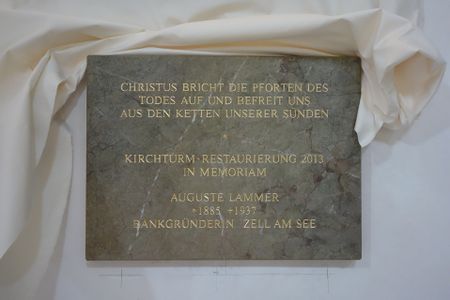 CHRISTUS BRICHT DIE PFORTEN DES
TODES AUF UND BEFREIT UNS
AUS DEN KETTEN UNSERER SÜNDEN
*
KIRCHTURM-RESTAURIERUNG 2013
IN MEMORIAM
AUGUSTE LAMMER
*1885 +1937
BANKGRÜNDERIN ZELL AM SEE